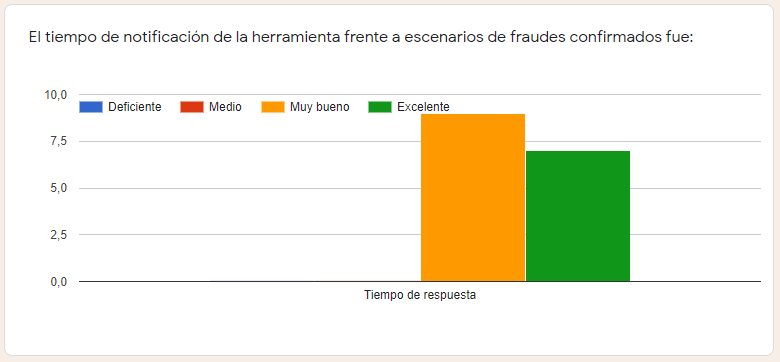 El tiempo de notificación de la herramienta frente a escenarios de fraudes confirmados fue:
10,0
Deficiente Medio Muy bueno Excelente
7,5
5,0
2,5
0,0
Tiempo de respuesta